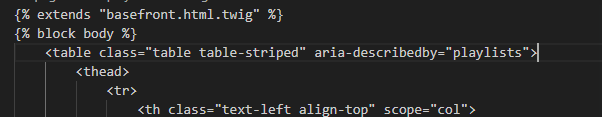 {% extends "basefront.html.twig" %}
{% block body %}
<table class="table table-striped" aria-describedby="playlists">
<thead>
<tr>
<th class="text-left align-top" scope="col">